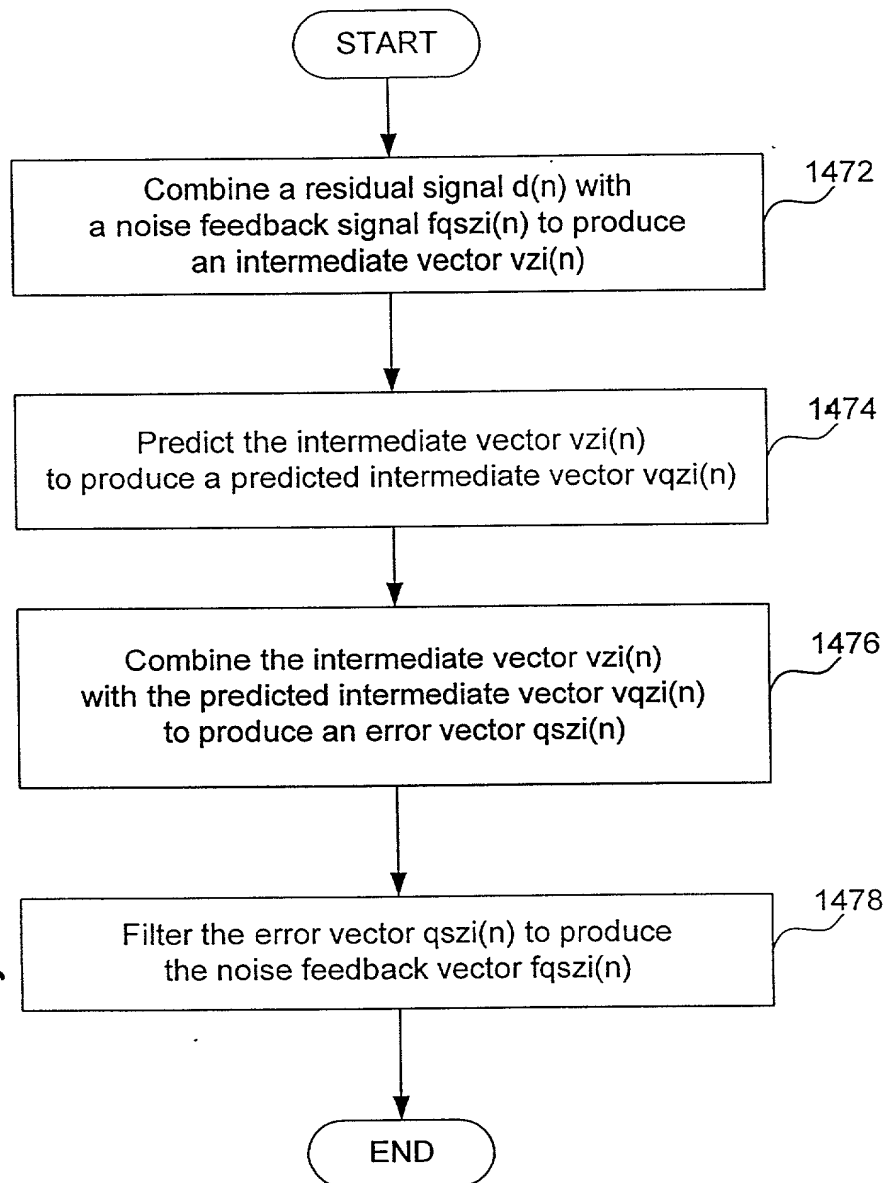 START
1472
Combine a residual signal d(n) with
a noise feedback signal fqszi(n) to produce
an intermediate vector vzi(n)
1474
Predict the intermediate vector vzi(n)
to produce a predicted intermediate vector vqzi(n)
1476
Combine the intermediate vector vzi(n)
with the predicted intermediate vector vqzi(n)
to produce an error vector qszi(n)
1478
Filter the error vector qszi(n) to produce
the noise feedback vector fqszi(n)
END